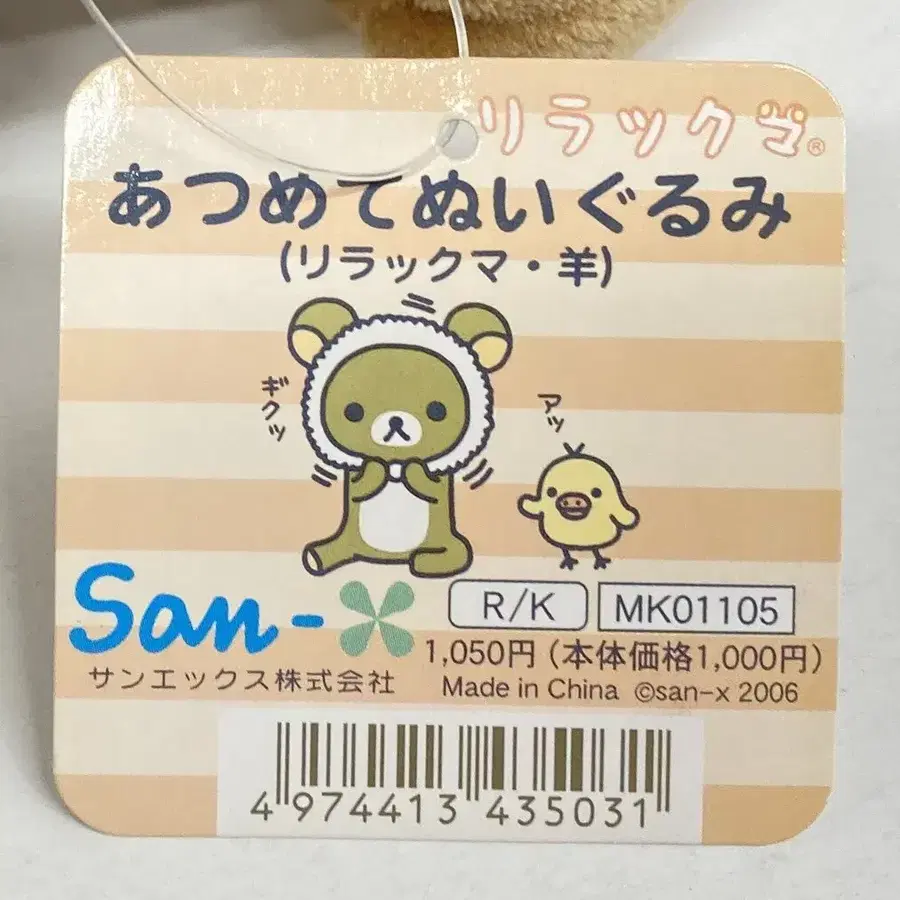 リラックマ®
あつめてぬいぐるみ
(リラックマ・羊)
ギクッ
アッ
San-X
R/K
MK01105
サンエックス株式会社
1,050円(本体価格1,000円)
Made in China ©san-x 2006
4 974413 435031